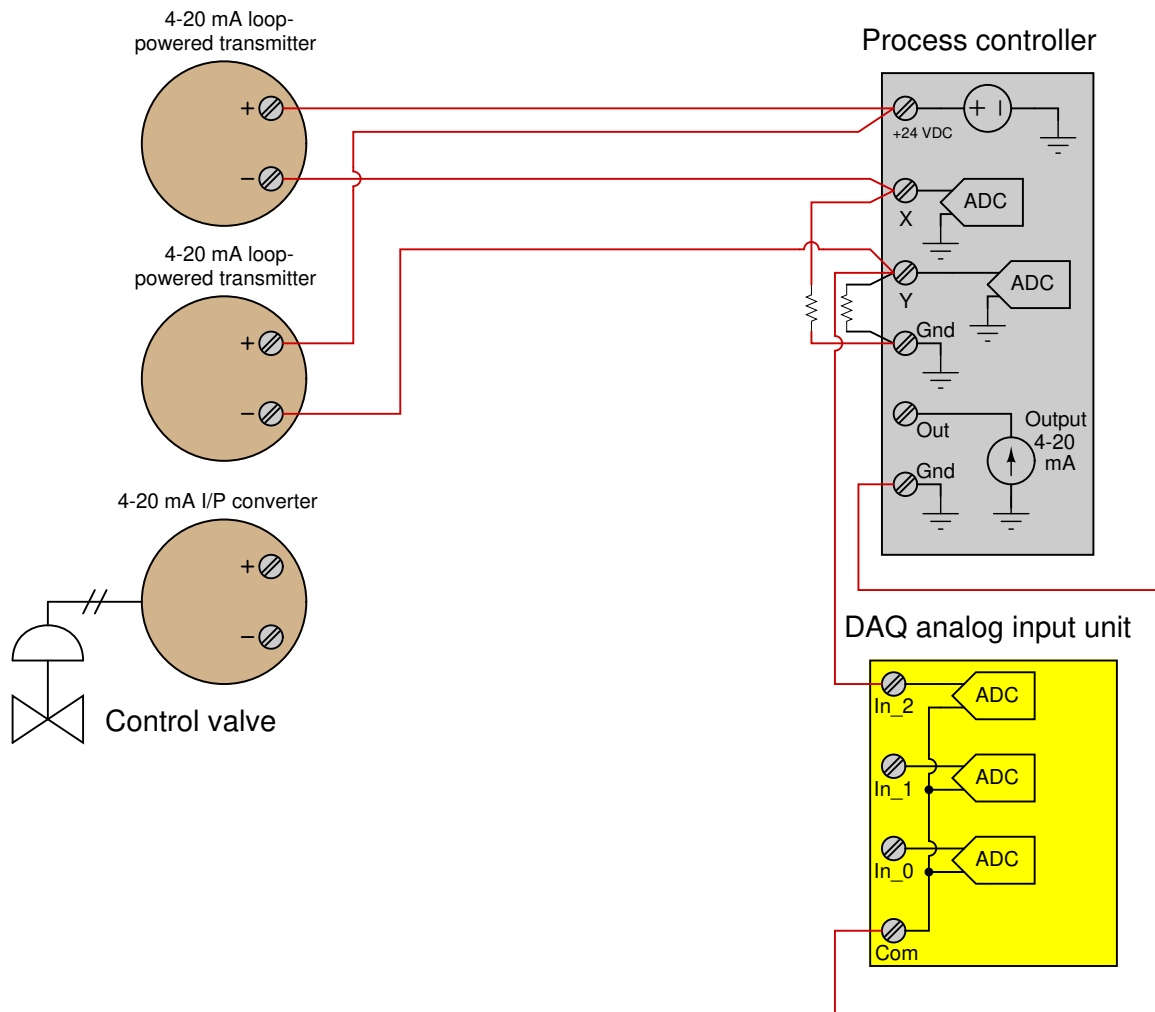 4-20 mA loop-
powered transmitter
+
−
4-20 mA loop-
powered transmitter
+
−
4-20 mA I/P converter
+
−
Control valve
Process controller
+24 VDC
+ −
X
ADC
Y
ADC
Gnd
Out
Output
4-20
mA
Gnd
DAQ analog input unit
In_2
ADC
In_1
ADC
In_0
ADC
Com